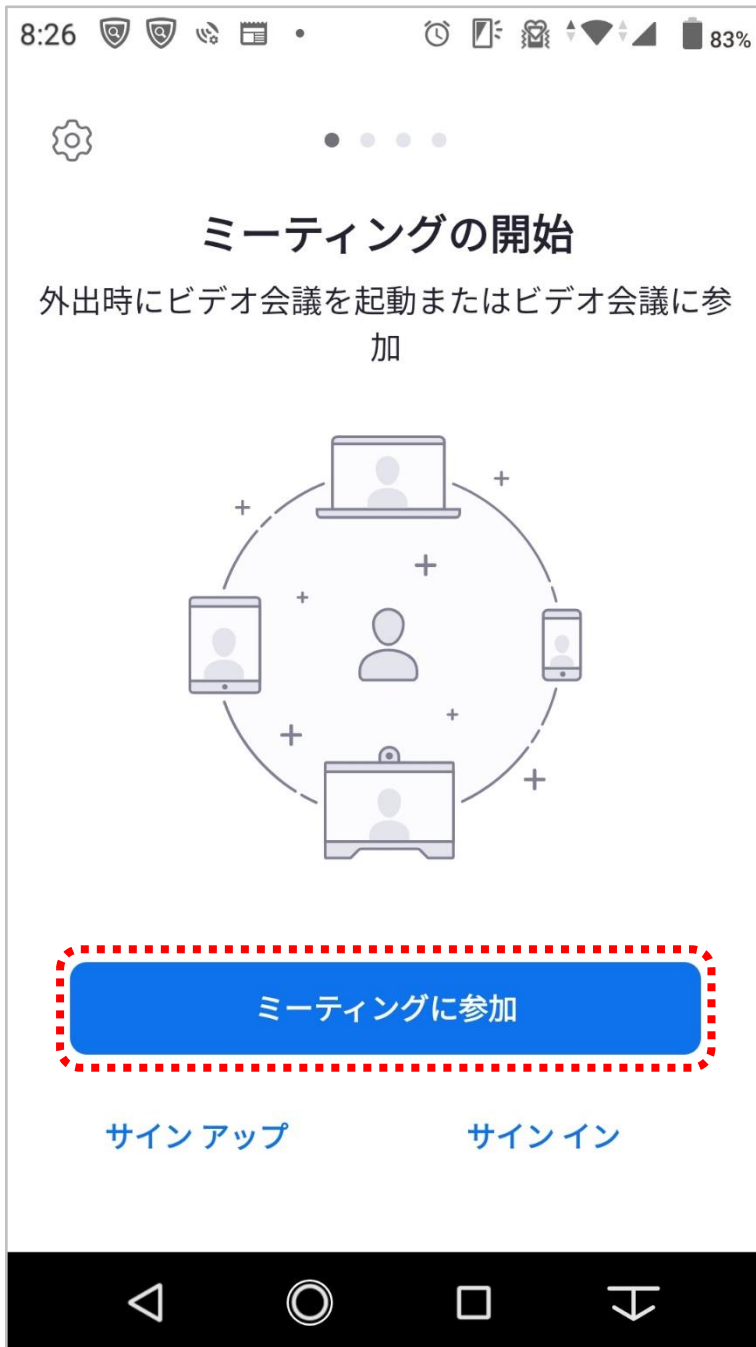 8:26
83%
ミーティングの開始
外出時にビデオ会議を起動またはビデオ会議に参
加
ミーティングに参加
サイン アップ
サイン イン